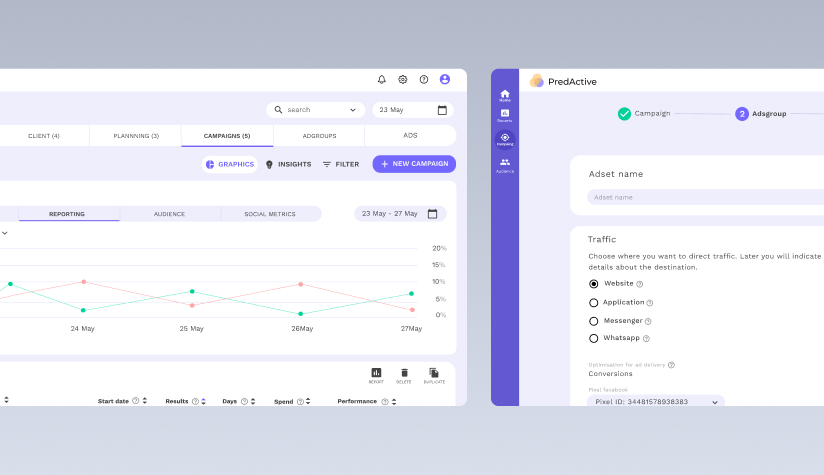 search
23 May
CLIENT (4)
PLANNNING (3)
CAMPAIGNS (5)
ADGROUPS
ADS
GRAPHICS
INSIGHTS
FILTER
+ NEW CAMPAIGN
REPORTING
AUDIENCE
SOCIAL METRICS
23 May - 27 May
20%
15%
10%
5%
0%
24 May
25 May
26May
27May
REPORT
DELETE
DUPLICATE
Start date
Results
Days
Spend
Performance
PredActive
Home
Reports
Campaing
Audience
Campaign
2 Adsgroup
Adset name
Adset name
Traffic
Choose where you want to direct traffic. Later you will indicate
details about the destination.
Website
Application
Messenger
Whatsapp
Optimisation for ad delivery
Conversions
Pixel facebook
Pixel ID: 34481578938383